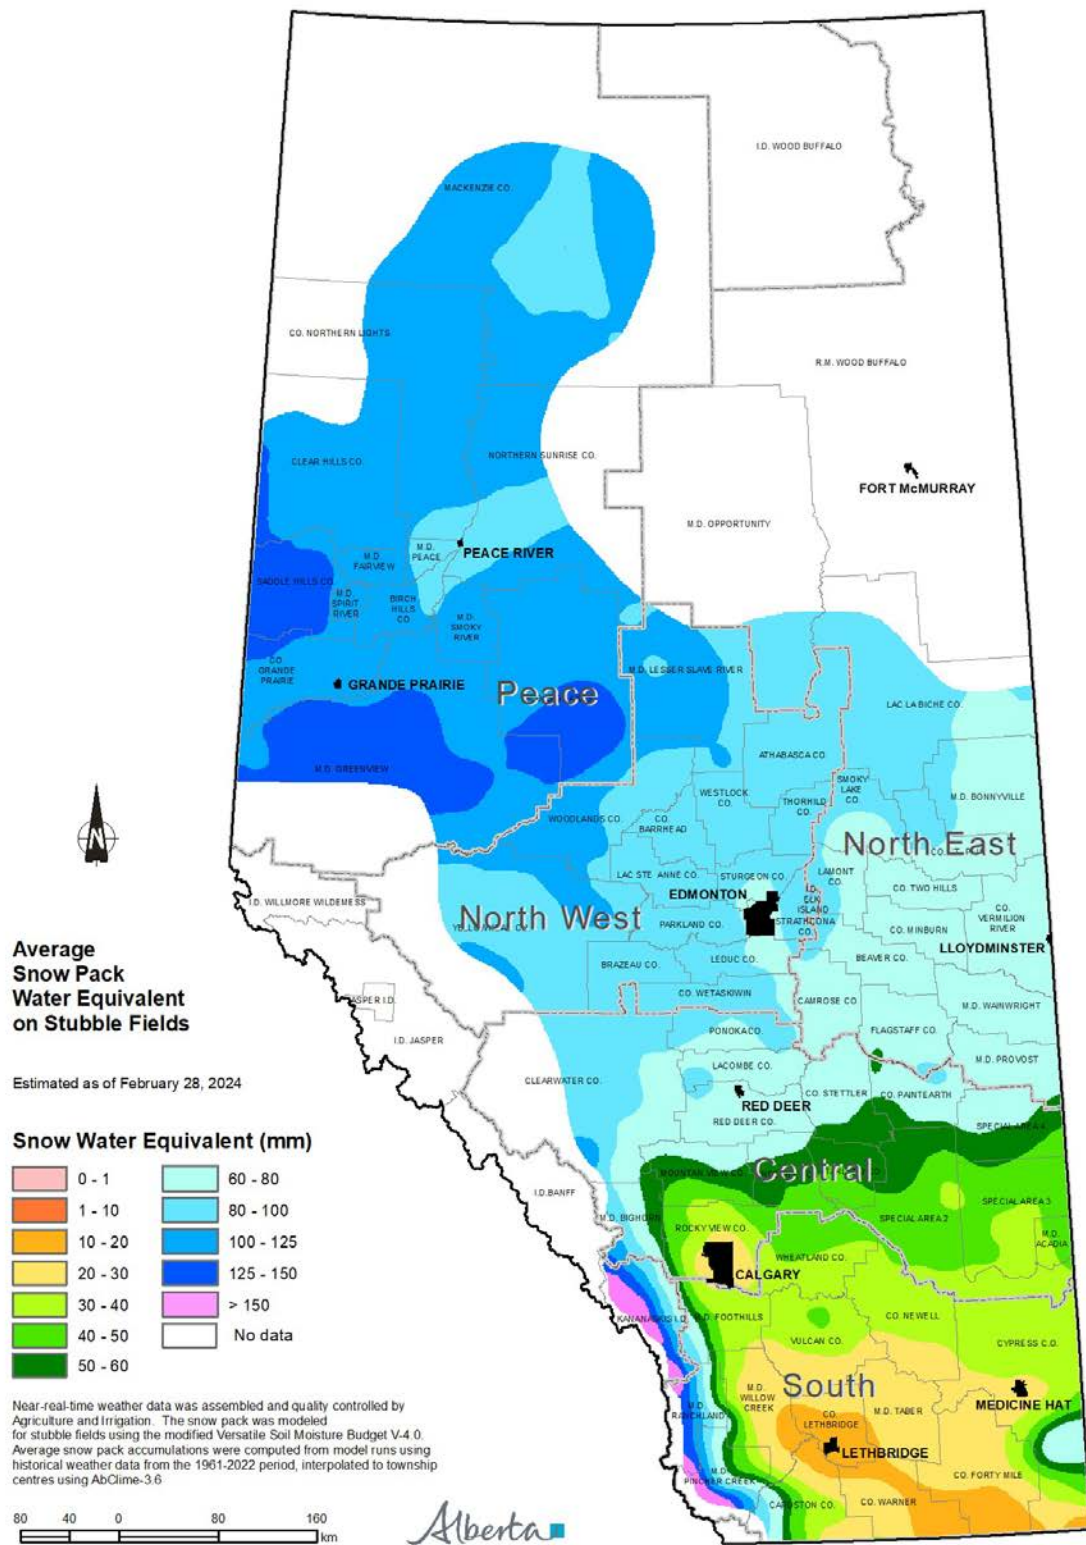 I.D. WOOD BUFFALO
MACKENZIE CO.
CO. NORTHERN LIGHTS
R.M. WOOD BUFFALO
CLEAR HILLS CO.
NORTHERN SUNRISE CO.
FORT McMURRAY
M.D. OPPORTUNITY
M.D.
PEACE
PEACE RIVER
M.D.
FAIRVIEW
SADDLE HILLS CO.
M.D.
SPIRIT
RIVER
BIRCH
HILLS
CO
M.D.
SMOKY
RIVER
CO
GRANDE
PRAIRIE
GRANDE PRAIRIE
Peace
M.D. LESSER SLAVE RIVER
LAC LA BICHE CO.
M.D. GREENVIEW
ATHABASCA CO.
WESTLOCK
CO.
SMOKY
LAKE
CO.
M.D. BONNYVILLE
THORHILD
CO.
WOODLANDS CO.
CO.
BARRHEAD
North East
LAC STE ANNE CO.
STURGEON CO.
LAMONT
CO.
EDMONTON
I.D.
ELK
ISLAND
CO. TWO HILLS
I.D. WILLMORE WILDERNESS
North West
PARKLAND CO.
STRATHCONA
CO.
CO. MINBURN
CO.
VERMILION
RIVER
LLOYDMINSTER
BRAZEAU CO.
LEDUC CO.
BEAVER CO.
CO. WETASKIWIN
CAMROSE CO
M.D. WAINWRIGHT
JASPER I.D.
I.D. JASPER
PONOKA CO.
FLAGSTAFF CO.
M.D. PROVOST
CLEARWATER CO.
LACOMBE CO.
CO. STETTLER
CO. PAINTEARTH
RED DEER
RED DEER CO.
SPECIAL AREA 4
MOUNTAIN VIEW CO.
Central
I.D. BANFF
SPECIAL AREA 3
M.D. BIGHORN
ROCKY VIEW CO.
SPECIAL AREA 2
M.D.
ACADIA
WHEATLAND CO.
CALGARY
KANANASKIS I.D.
M.D. FOOTHILLS
CO. NEWELL
VULCAN CO.
CYPRESS C.O.
South
M.D.
WILLOW
CREEK
MEDICINE HAT
M.D.
RANCHLAND
CO.
LETHBRIDGE
M.D. TABER
LETHBRIDGE
M.D.
PINCHER CREEK
CO. FORTY MILE
CARDSTON CO.
CO. WARNER
N
Average
Snow Pack
Water Equivalent
on Stubble Fields
Estimated as of February 28, 2024
Snow Water Equivalent (mm)
0 - 1
1 - 10
10 - 20
20 - 30
30 - 40
40 - 50
50 - 60
60 - 80
80 - 100
100 - 125
125 - 150
> 150
No data
Near-real-time weather data was assembled and quality controlled by
Agriculture and Irrigation. The snow pack was modeled
for stubble fields using the modified Versatile Soil Moisture Budget V-4.0.
Average snow pack accumulations were computed from model runs using
historical weather data from the 1961-2022 period, interpolated to township
centres using AbClime-3.6
80 40 0 80 160
km
Alberta